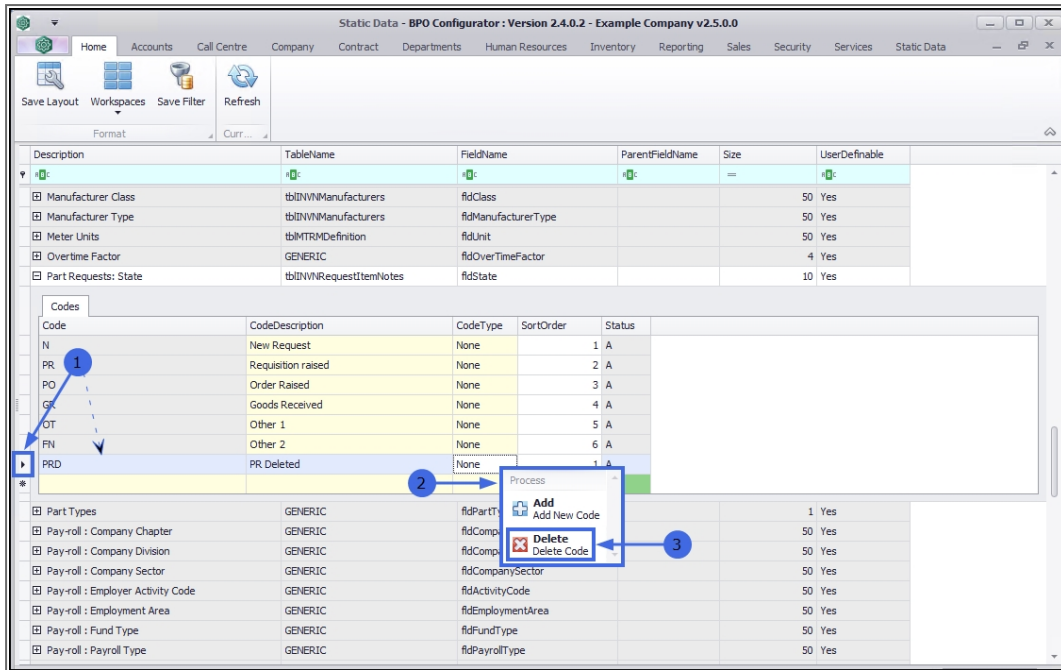 Static Data - BPO Configurator : Version 2.4.0.2 - Example Company v2.5.0.0
Home Accounts Call Centre Company Contract Departments Human Resources Inventory Reporting Sales Security Services Static Data
Save Layout Workspaces Save Filter Refresh
Format Curr...
Description TableName FieldName ParentFieldName Size UserDefinable
=
Manufacturer Class tblINVNManufacturers fldClass 50 Yes
Manufacturer Type tblINVNManufacturers fldManufacturerType 50 Yes
Meter Units tblMTRMDefinition fldUnit 50 Yes
Overtime Factor GENERIC fldOverTimeFactor 4 Yes
Part Requests: State tblINVNRequestItemNotes fldState 10 Yes
Codes
Code CodeDescription CodeType SortOrder Status
N New Request None 1 A
PR Requisition raised None 2 A
1
PO Order Raised None 3 A
GR Goods Received None 4 A
OT Other 1 None 5 A
FN Other 2 None 6 A
PRD PR Deleted None 1 A
2 Process
Add
Add New Code
Delete
Delete Code
3
Part Types GENERIC fldPartTy 1 Yes
Pay-roll : Company Chapter GENERIC fldCompa 50 Yes
Pay-roll : Company Division GENERIC fldCompa 50 Yes
Pay-roll : Company Sector GENERIC fldCompanySector 50 Yes
Pay-roll : Employer Activity Code GENERIC fldActivityCode 50 Yes
Pay-roll : Employment Area GENERIC fldEmploymentArea 50 Yes
Pay-roll : Fund Type GENERIC fldFundType 50 Yes
Pay-roll : Payroll Type GENERIC fldPayrollType 50 Yes